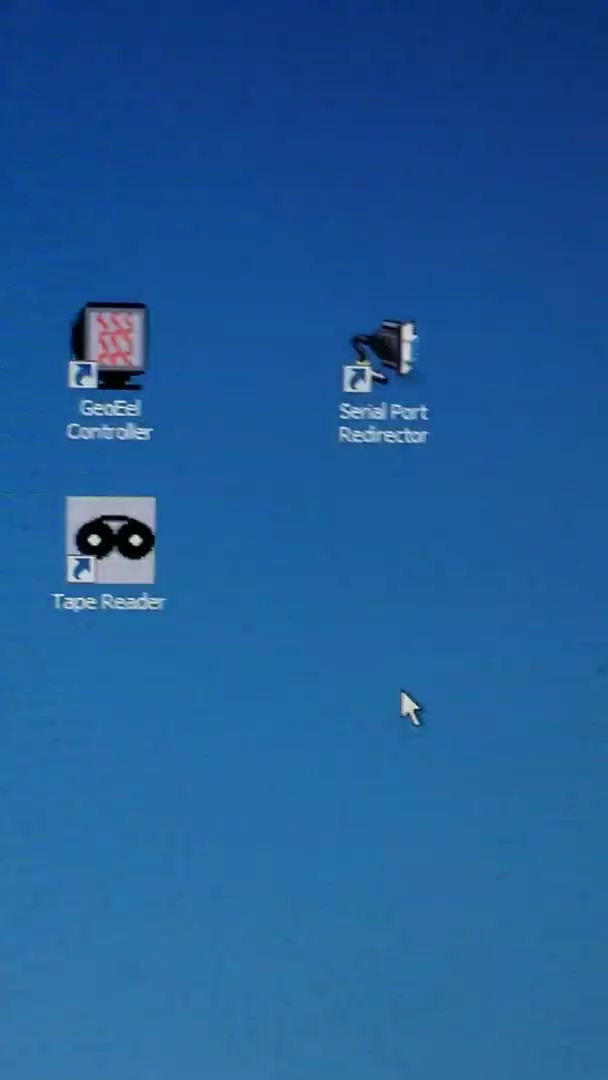 GeoEel
Controller
Serial Port
Redirector
Tape Reader